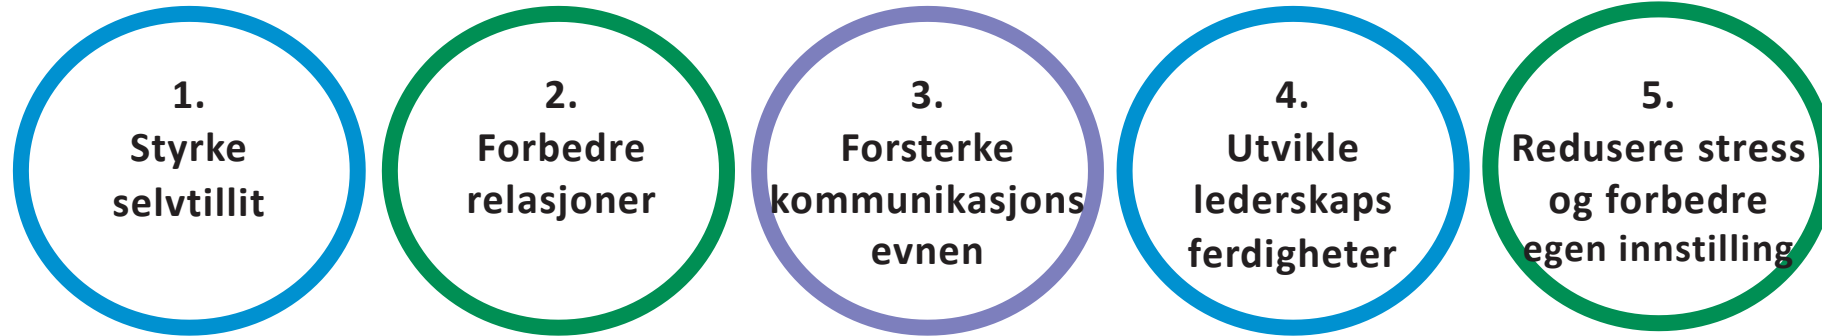 1.
Styrke
selvtillit
2.
Forbedre
relasjoner
3.
Forsterke
kommunikasjons
evnen
4.
Utvikle
lederskaps
ferdigheter
5.
Redusere stress
og forbedre
egen innstilling